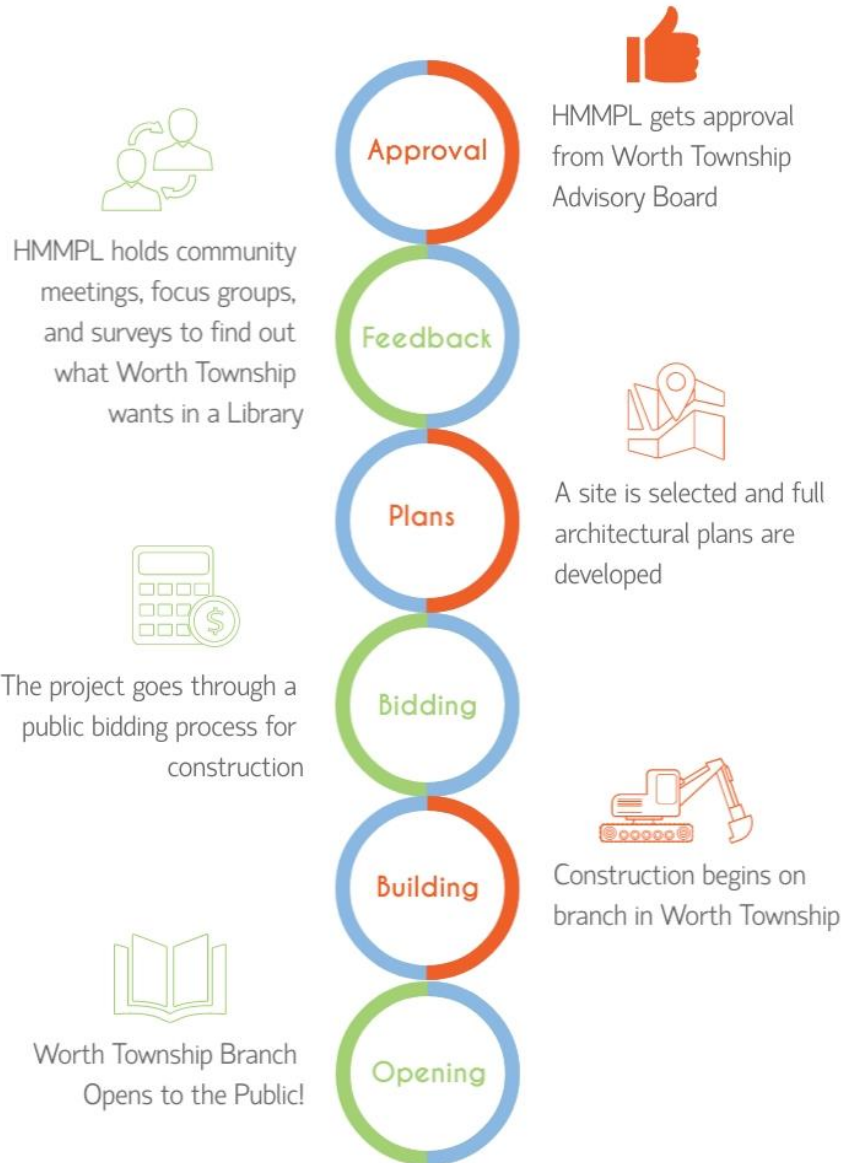 Approval
HMMPL gets approval
from Worth Township
Advisory Board
Feedback
HMMPL holds community
meetings, focus groups,
and surveys to find out
what Worth Township
wants in a Library
Plans
A site is selected and full
architectural plans are
developed
Bidding
$
The project goes through a
public bidding process for
construction
Building
Construction begins on
branch in Worth Township
Opening
Worth Township Branch
Opens to the Public!